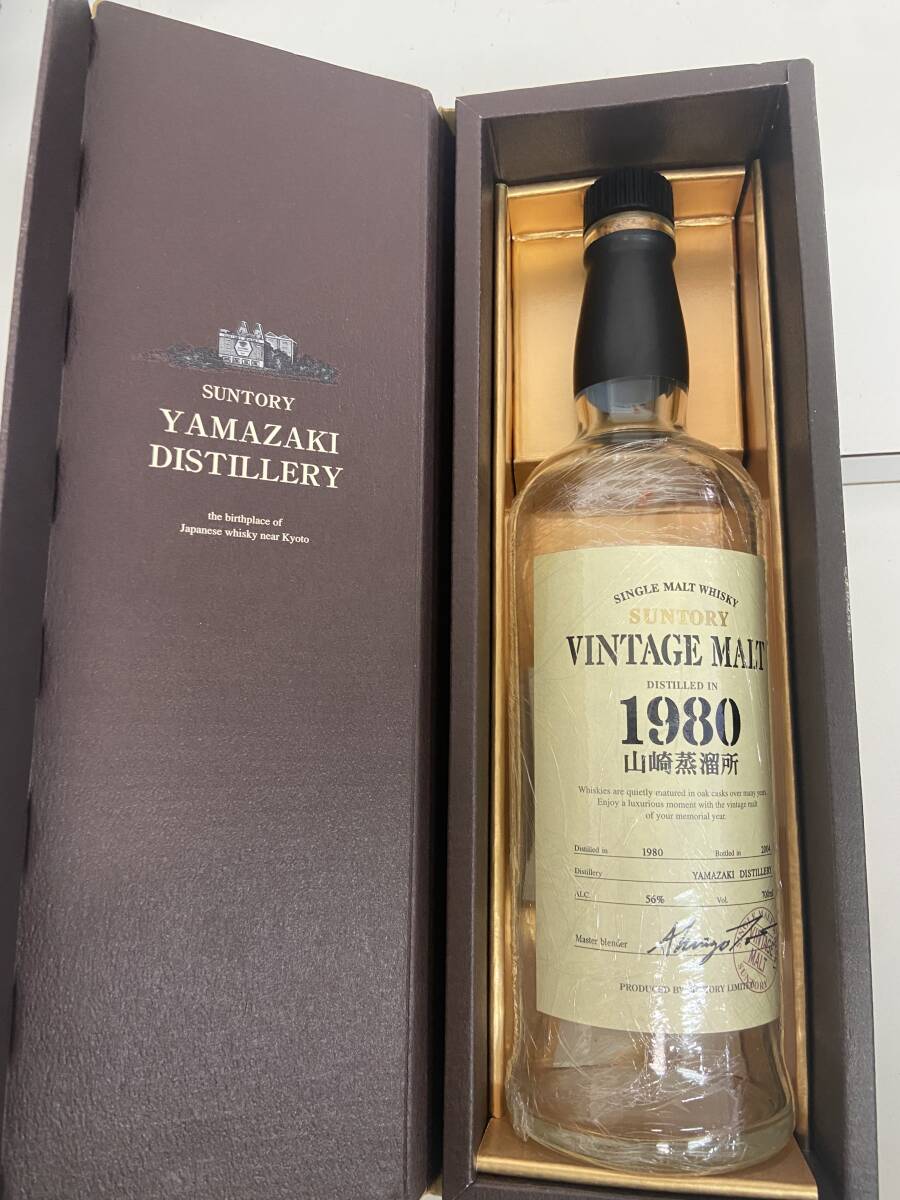 SUNTORY
YAMAZAKI
DISTILLERY
the birthplace of
Japanese whisky near Kyoto
SINGLE MALT WHISKY
SUNTORY
VINTAGE MALT
DISTILLED IN
1980
山崎蒸溜所
Whiskies are quietly matured in oak casks over many years.
Enjoy a luxurious moment with the vintage malt
of your memorial year.
Distilled in 1980 Bottled in 2004
Distillery YAMAZAKI DISTILLERY
ALC. 56% Vol. 700ml
Master blender
VINTAGE
MALT
SUNTORY
PRODUCED BY SUNTORY LIMITED